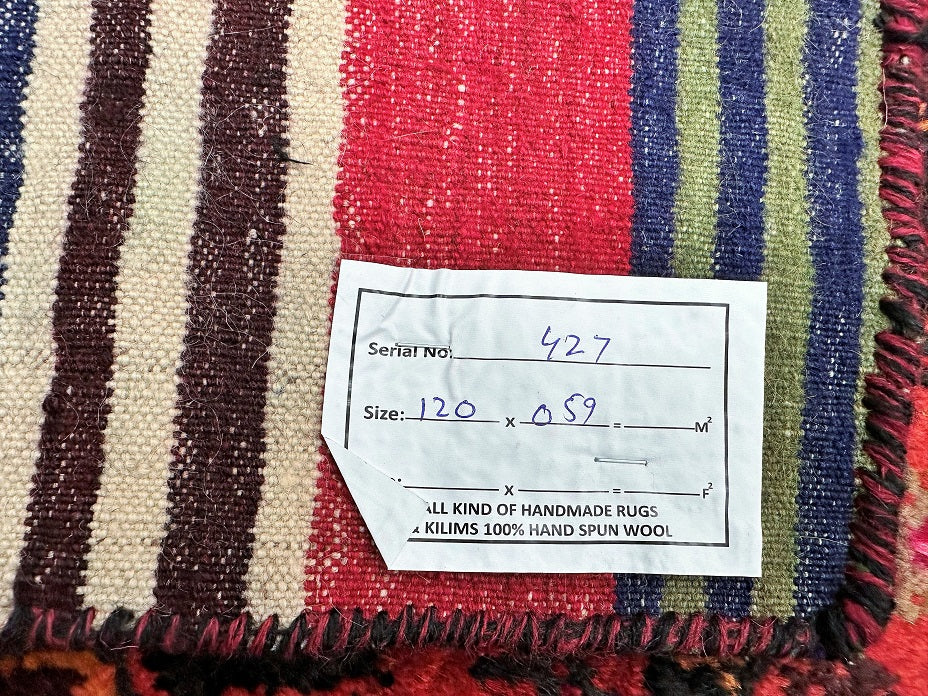 Serial No: 427
Size: 120 x 059 = M²
: x = F²
ALL KIND OF HANDMADE RUGS
& KILIMS 100% HAND SPUN WOOL